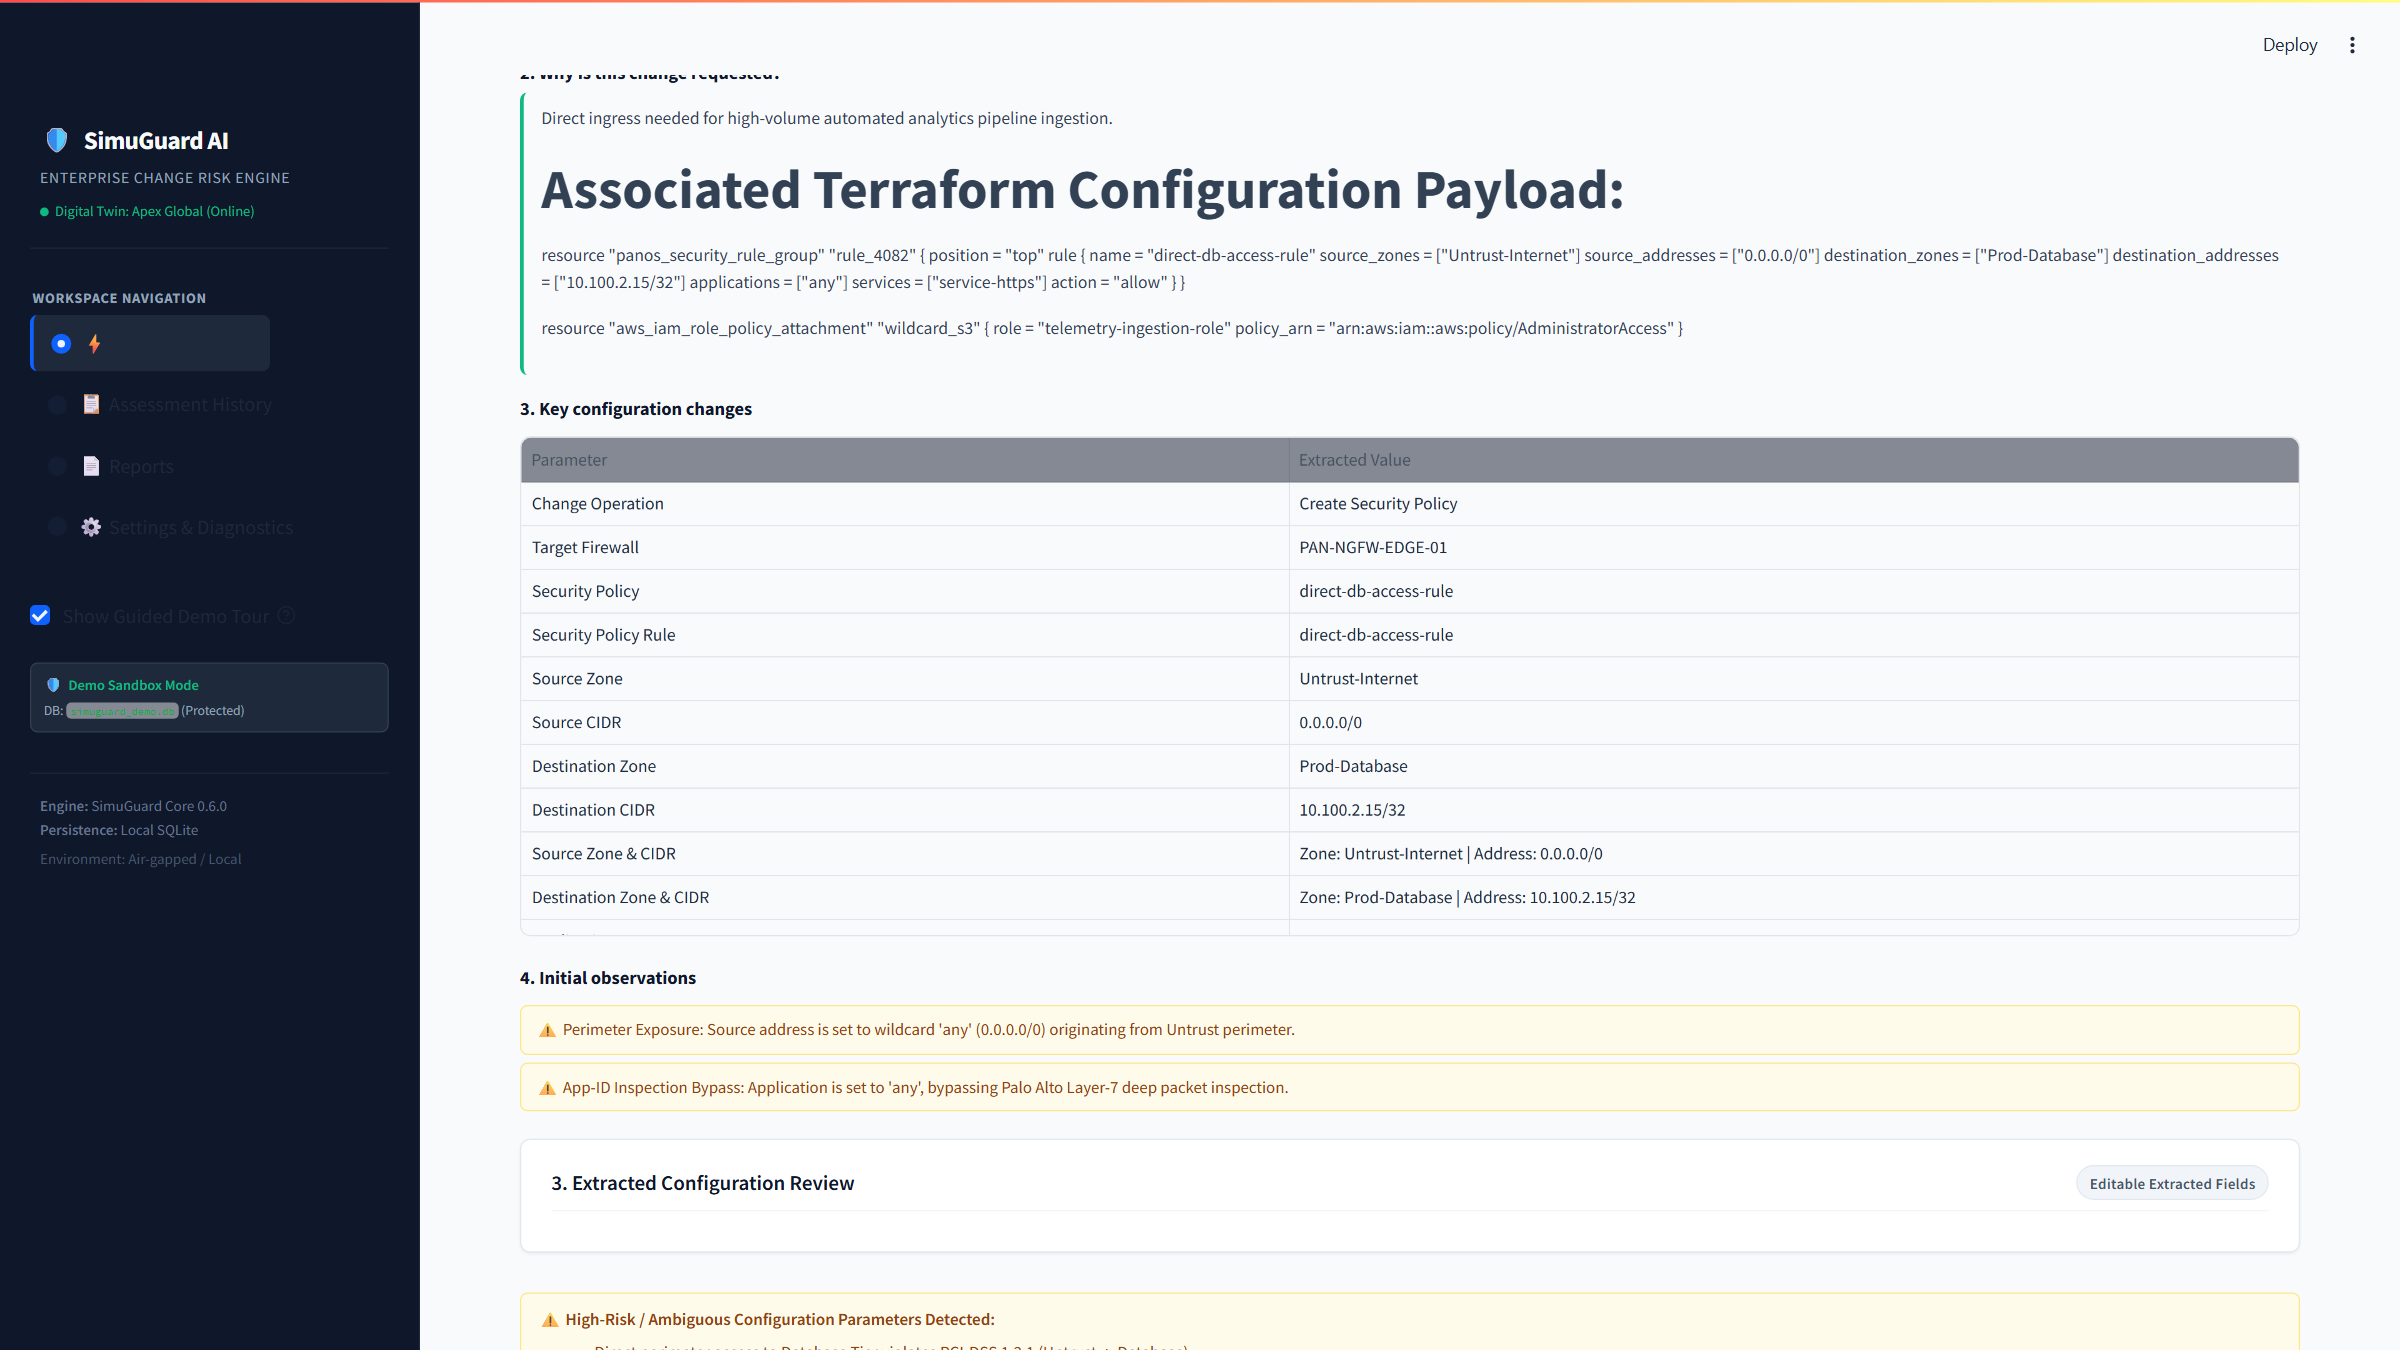 Deploy
SimuGuard AI
ENTERPRISE CHANGE RISK ENGINE
Digital Twin: Apex Global (Online)
WORKSPACE NAVIGATION
Assessment History
Reports
Settings & Diagnostics
Show Guided Demo Tour
Demo Sandbox Mode
DB: simuguard_demo.db (Protected)
Engine: SimuGuard Core 0.6.0
Persistence: Local SQLite
Environment: Air-gapped / Local
2. Why is this change requested?
Direct ingress needed for high-volume automated analytics pipeline ingestion.
Associated Terraform Configuration Payload:
resource "panos_security_rule_group" "rule_4082" { position = "top" rule { name = "direct-db-access-rule" source_zones = ["Untrust-Internet"] source_addresses = ["0.0.0.0/0"] destination_zones = ["Prod-Database"] destination_addresses
= ["10.100.2.15/32"] applications = ["any"] services = ["service-https"] action = "allow" } }
resource "aws_iam_role_policy_attachment" "wildcard_s3" { role = "telemetry-ingestion-role" policy_arn = "arn:aws:iam::aws:policy/AdministratorAccess" }
3. Key configuration changes
Parameter Extracted Value
Change Operation Create Security Policy
Target Firewall PAN-NGFW-EDGE-01
Security Policy direct-db-access-rule
Security Policy Rule direct-db-access-rule
Source Zone Untrust-Internet
Source CIDR 0.0.0.0/0
Destination Zone Prod-Database
Destination CIDR 10.100.2.15/32
Source Zone & CIDR Zone: Untrust-Internet | Address: 0.0.0.0/0
Destination Zone & CIDR Zone: Prod-Database | Address: 10.100.2.15/32
4. Initial observations
Perimeter Exposure: Source address is set to wildcard 'any' (0.0.0.0/0) originating from Untrust perimeter.
App-ID Inspection Bypass: Application is set to 'any', bypassing Palo Alto Layer-7 deep packet inspection.
3. Extracted Configuration Review
Editable Extracted Fields
High-Risk / Ambiguous Configuration Parameters Detected: